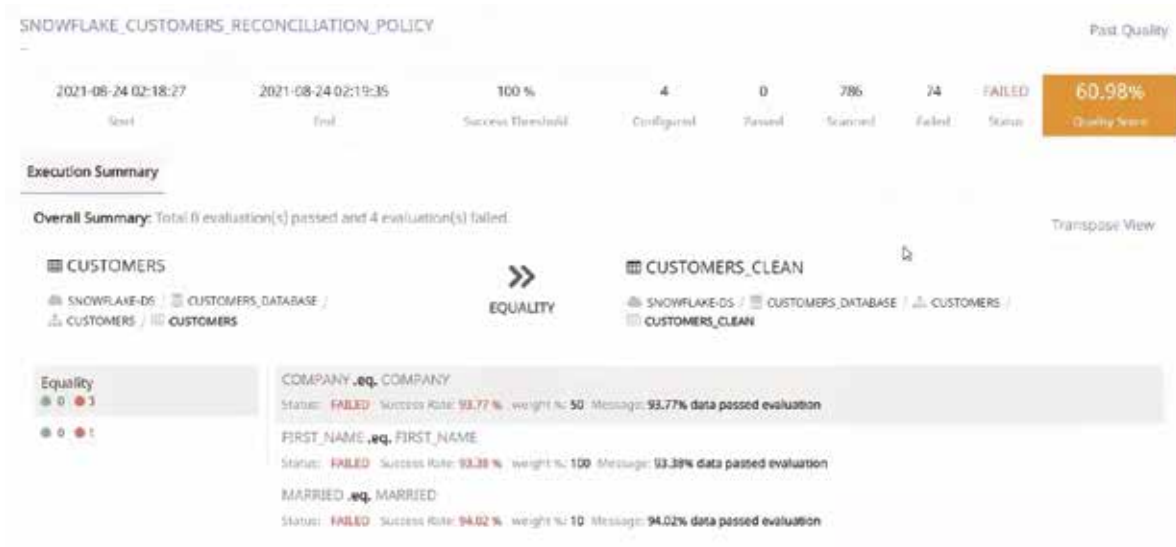 SNOWFLAKE_CUSTOMERS_RECONCILIATION_POLICY
Past Quality
2021-08-24 02:18:27 2021-08-24 02:19:35 100 % 4 0 786 74 FAILED 60.98%
Start End Success Threshold Configured Passed Scanned Failed Status Quality Score
Execution Summary
Overall Summary: Total 0 evaluation(s) passed and 4 evaluation(s) failed.
Transpose View
CUSTOMERS
EQUALITY
CUSTOMERS_CLEAN
SNOWFLAKE-DS / CUSTOMERS_DATABASE /
CUSTOMERS / CUSTOMERS
SNOWFLAKE-DS / CUSTOMERS_DATABASE / CUSTOMERS /
CUSTOMERS_CLEAN
Equality
0 3
0 1
COMPANY .eq. COMPANY
Status: FAILED Success Rate: 93.77 % weight %: 50 Message: 93.77% data passed evaluation
FIRST_NAME .eq. FIRST_NAME
Status: FAILED Success Rate: 93.38 % weight %: 100 Message: 93.38% data passed evaluation
MARRIED .eq. MARRIED
Status: FAILED Success Rate: 94.02 % weight %: 10 Message: 94.02% data passed evaluation